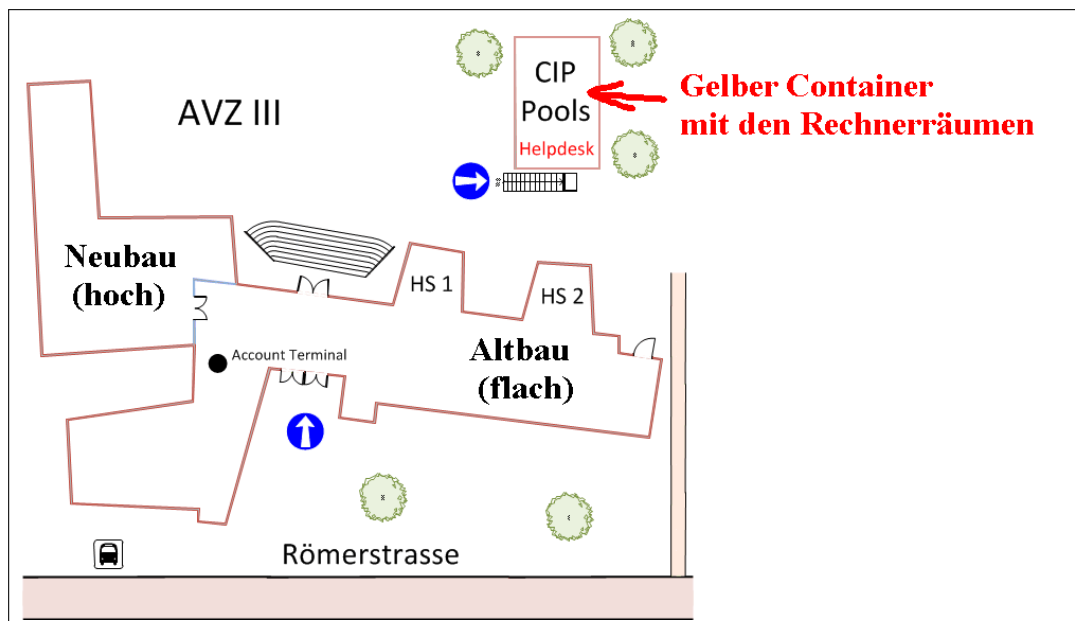 AVZ III
CIP
Pools
Helpdesk
Gelber Container
mit den Rechnerräumen
Neubau
(hoch)
HS 1
HS 2
Account Terminal
Altbau
(flach)
Römerstrasse